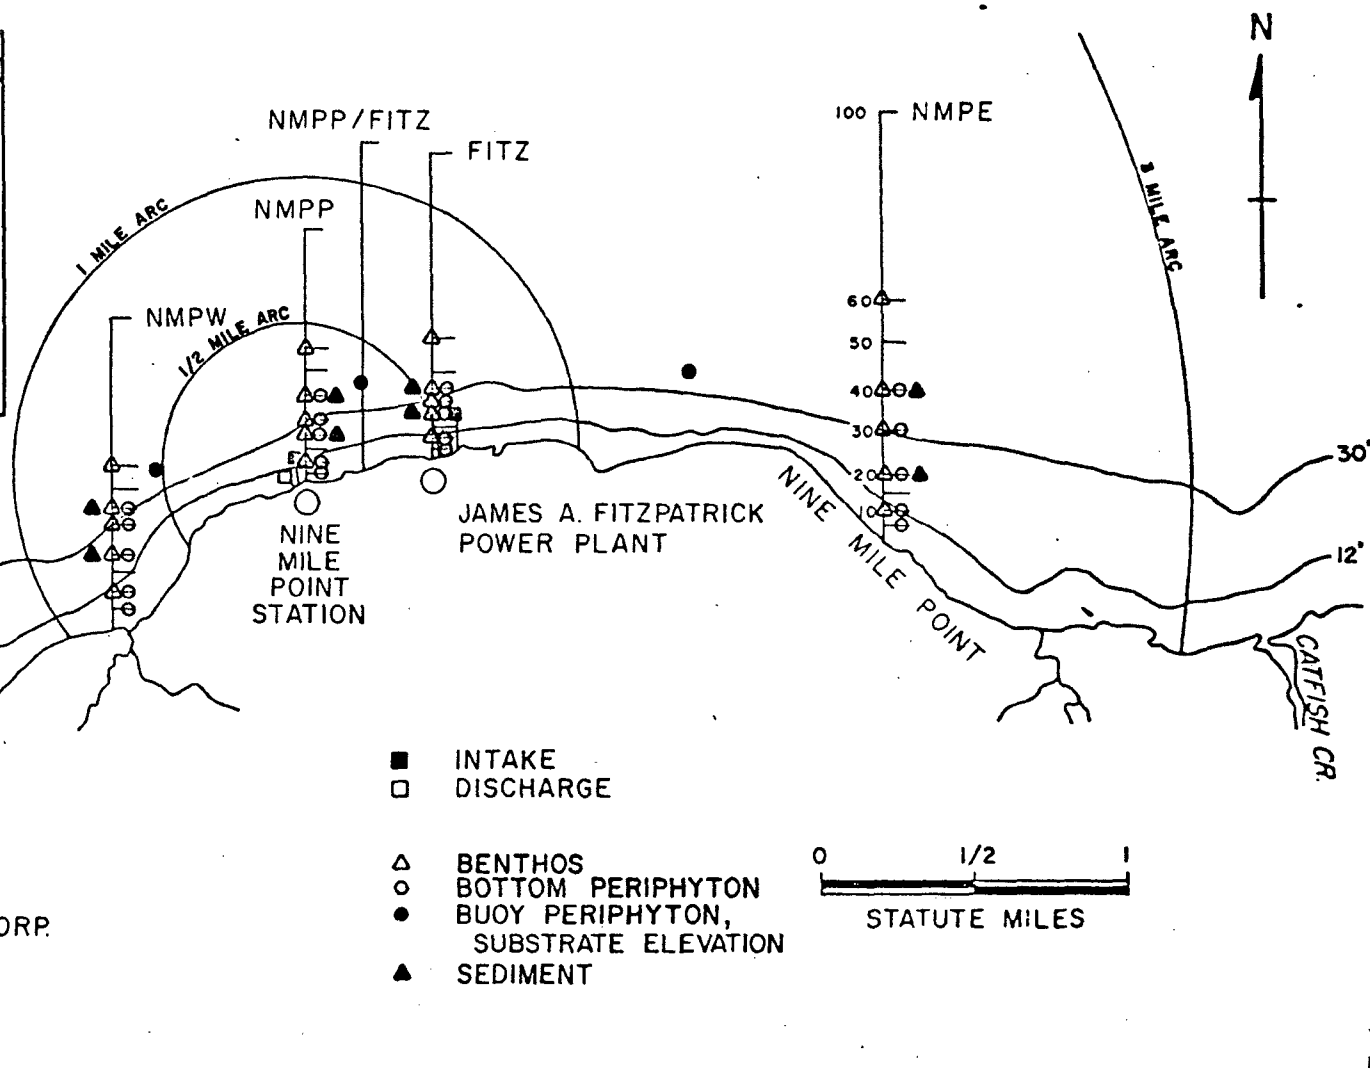 N
NMPP/FITZ
FITZ
100
NMPE
1 MILE ARC
NMPP
3 MILE ARC
NMPW
1/2 MILE ARC
60
50
40
30
20
10
30'
12'
NINE MILE POINT
JAMES A. FITZPATRICK
POWER PLANT
NINE
MILE
POINT
STATION
CATFISH CR.
INTAKE
DISCHARGE
BENTHOS
BOTTOM PERIPHYTON
BUOY PERIPHYTON,
SUBSTRATE ELEVATION
SEDIMENT
0 1/2 1
STATUTE MILES
ORP.